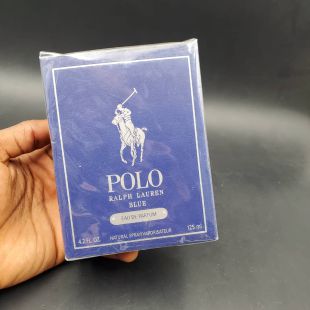 POLO
RALPH LAUREN
BLUE
EAU DE PARFUM
4.2 FL. OZ. NATURAL SPRAY VAPORISATEUR 125 ml